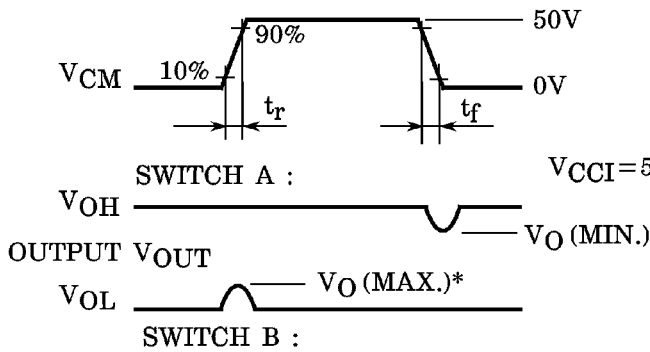 50V
90%
VCM 10%
0V
tr tf
SWITCH A : VCCI=5
VOH
VO (MIN.)
OUTPUT VOUT
VO (MAX.)*
VOL
SWITCH B :